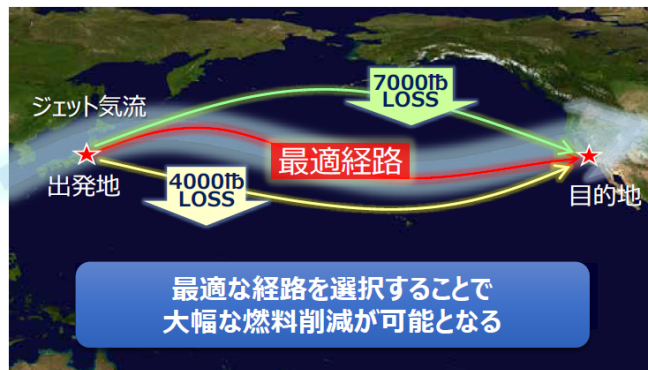 7000lb
LOSS
ジェット気流
最適経路
出発地
4000lb
LOSS
目的地
最適な経路を選択することで
大幅な燃料削減が可能となる